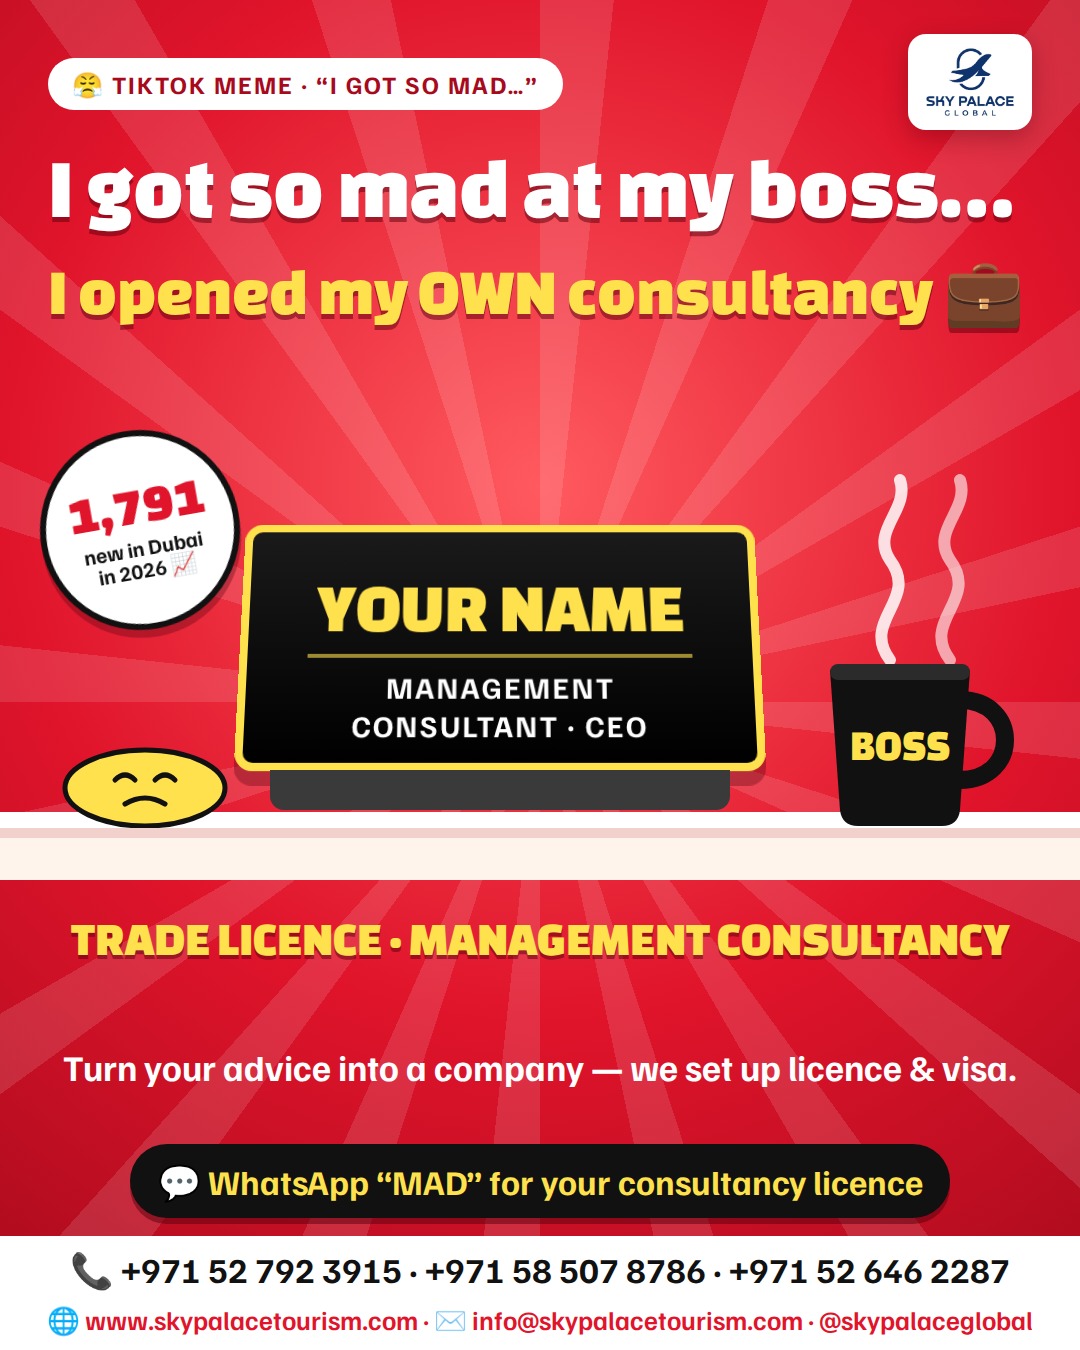 😤 TIKTOK MEME · “I GOT SO MAD...”
SKY PALACE
GLOBAL
I got so mad at my boss...
I opened my OWN consultancy 💼
1,791
new in Dubai
in 2026 📈
YOUR NAME
MANAGEMENT
CONSULTANT · CEO
BOSS
TRADE LICENCE · MANAGEMENT CONSULTANCY
Turn your advice into a company — we set up licence & visa.
💬 WhatsApp “MAD” for your consultancy licence
📞 +971 52 792 3915 · +971 58 507 8786 · +971 52 646 2287
🌐 www.skypalacetourism.com · ✉️ info@skypalacetourism.com · @skypalaceglobal